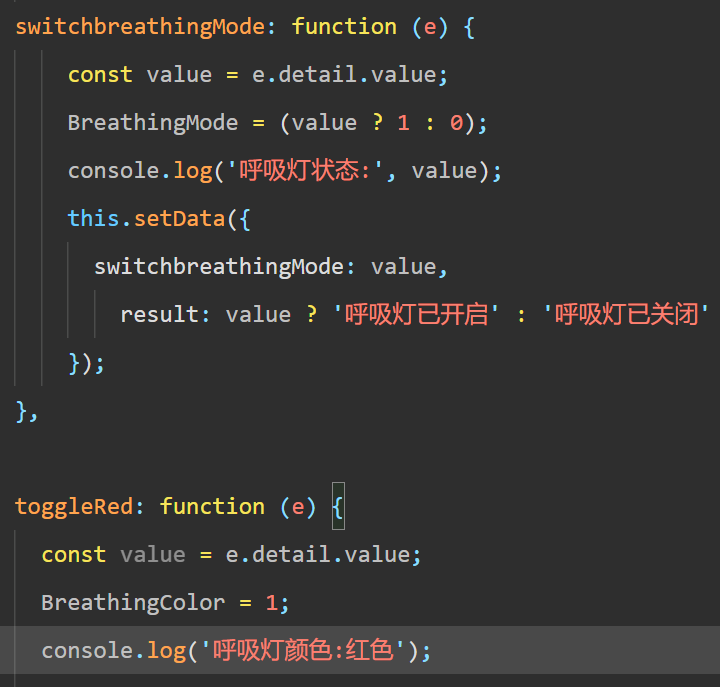 switchbreathingMode: function (e) {
const value = e.detail.value;
BreathingMode = (value ? 1 : 0);
console.log('呼吸灯状态:', value);
this.setData({
switchbreathingMode: value,
result: value ? '呼吸灯已开启' : '呼吸灯已关闭'
});
},
toggleRed: function (e) {
const value = e.detail.value;
BreathingColor = 1;
console.log('呼吸灯颜色:红色');